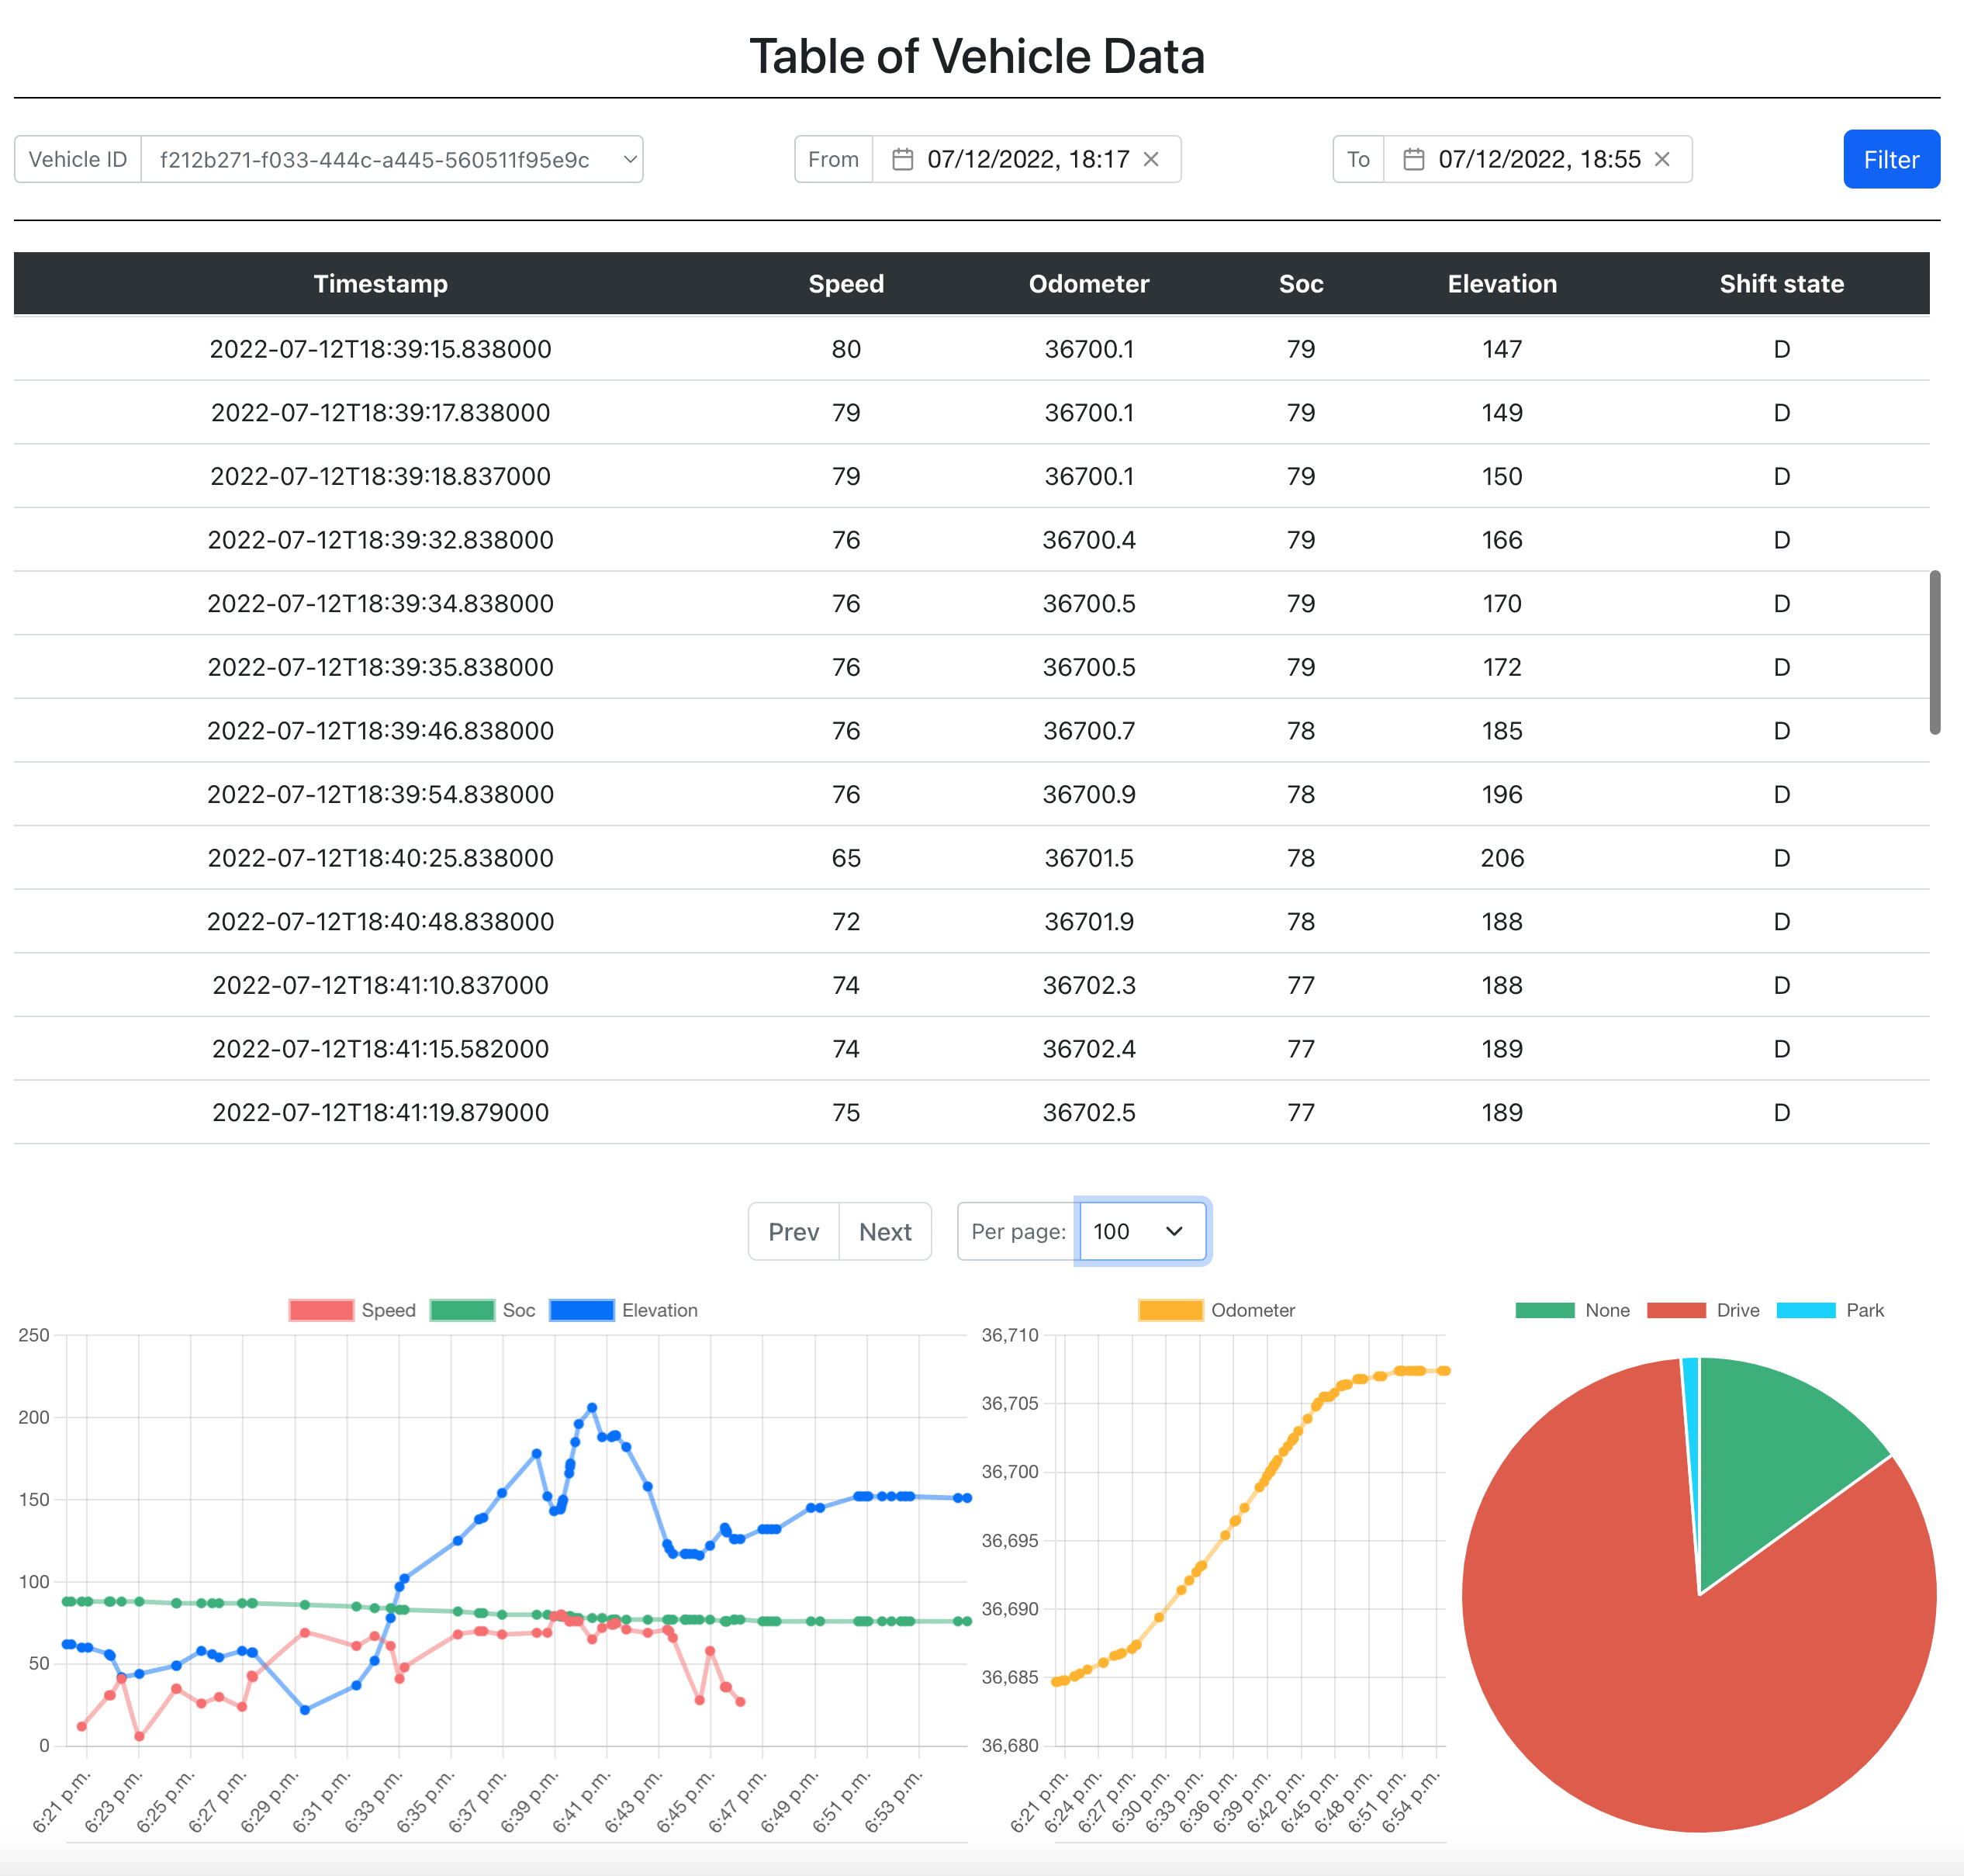 Table of Vehicle Data
Vehicle ID f212b271-f033-444c-a445-560511f95e9c From 07/12/2022, 18:17 To 07/12/2022, 18:55 Filter
Timestamp Speed Odometer Soc Elevation Shift state
2022-07-12T18:39:15.838000 80 36700.1 79 147 D
2022-07-12T18:39:17.838000 79 36700.1 79 149 D
2022-07-12T18:39:18.837000 79 36700.1 79 150 D
2022-07-12T18:39:32.838000 76 36700.4 79 166 D
2022-07-12T18:39:34.838000 76 36700.5 79 170 D
2022-07-12T18:39:35.838000 76 36700.5 79 172 D
2022-07-12T18:39:46.838000 76 36700.7 78 185 D
2022-07-12T18:39:54.838000 76 36700.9 78 196 D
2022-07-12T18:40:25.838000 65 36701.5 78 206 D
2022-07-12T18:40:48.838000 72 36701.9 78 188 D
2022-07-12T18:41:10.837000 74 36702.3 77 188 D
2022-07-12T18:41:15.582000 74 36702.4 77 189 D
2022-07-12T18:41:19.879000 75 36702.5 77 189 D
Prev Next Per page: 100
Speed Soc Elevation
250
200
150
100
50
0
6:21 p.m. 6:23 p.m. 6:25 p.m. 6:27 p.m. 6:29 p.m. 6:31 p.m. 6:33 p.m. 6:35 p.m. 6:37 p.m. 6:39 p.m. 6:41 p.m. 6:43 p.m. 6:45 p.m. 6:47 p.m. 6:49 p.m. 6:51 p.m. 6:53 p.m.
Odometer
36,710
36,705
36,700
36,695
36,690
36,685
36,680
6:21 p.m. 6:24 p.m. 6:27 p.m. 6:30 p.m. 6:33 p.m. 6:36 p.m. 6:39 p.m. 6:42 p.m. 6:45 p.m. 6:48 p.m. 6:51 p.m. 6:54 p.m.
None Drive Park